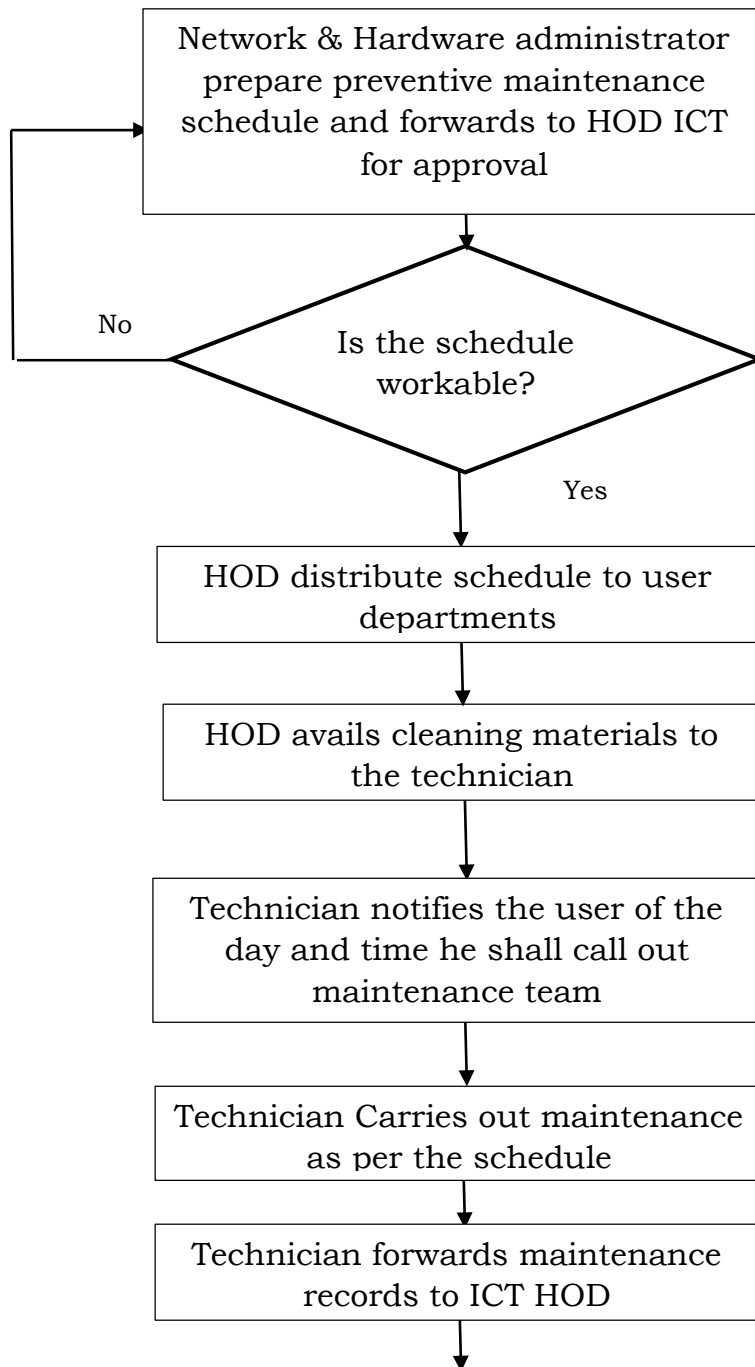 Network & Hardware administrator
prepare preventive maintenance
schedule and forwards to HOD ICT
for approval
No
Is the schedule
workable?
Yes
HOD distribute schedule to user
departments
HOD avails cleaning materials to
the technician
Technician notifies the user of the
day and time he shall call out
maintenance team
Technician Carries out maintenance
as per the schedule
Technician forwards maintenance
records to ICT HOD